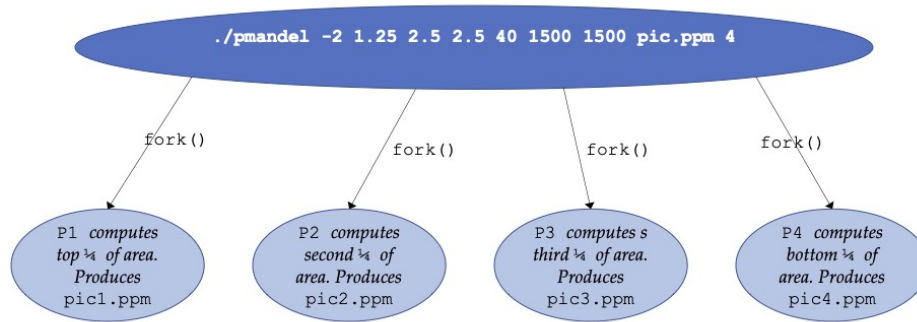 ./pmandel -2 1.25 2.5 2.5 40 1500 1500 pic.ppm 4
fork()
fork()
fork()
fork()
P1 computes
top ¼ of area.
Produces
pic1.ppm
P2 computes
second ¼ of
area. Produces
pic2.ppm
P3 computes s
third ¼ of area.
Produces
pic3.ppm
P4 computes
bottom ¼ of
area. Produces
pic4.ppm